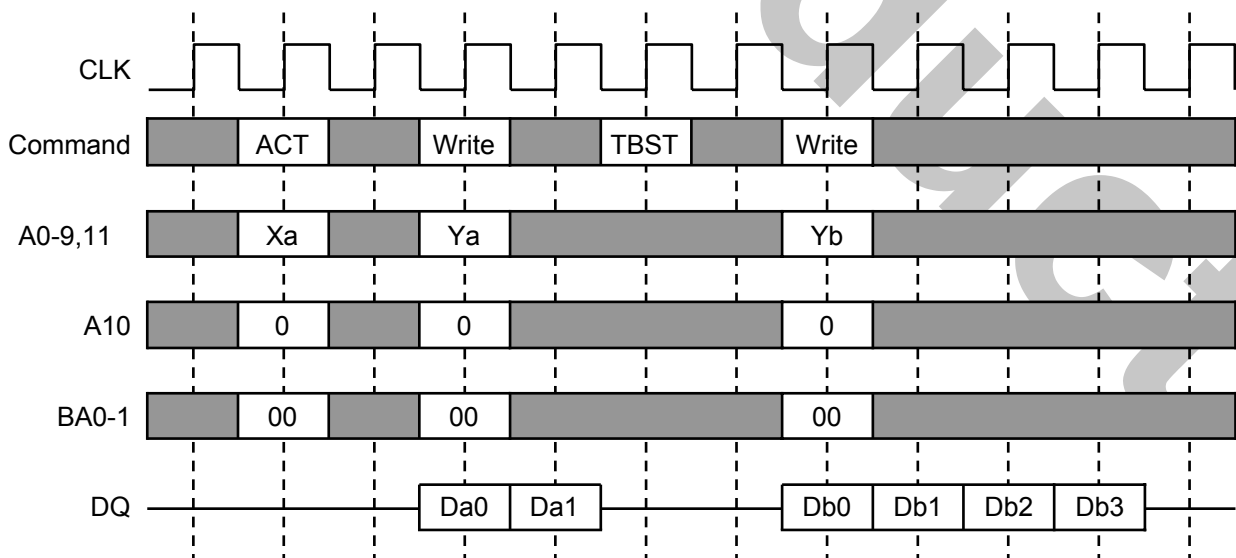 CLK
Command ACT Write TBST Write
A0-9,11 Xa Ya Yb
A10 0 0 0
BA0-1 00 00 00
DQ Da0 Da1 Db0 Db1 Db2 Db3